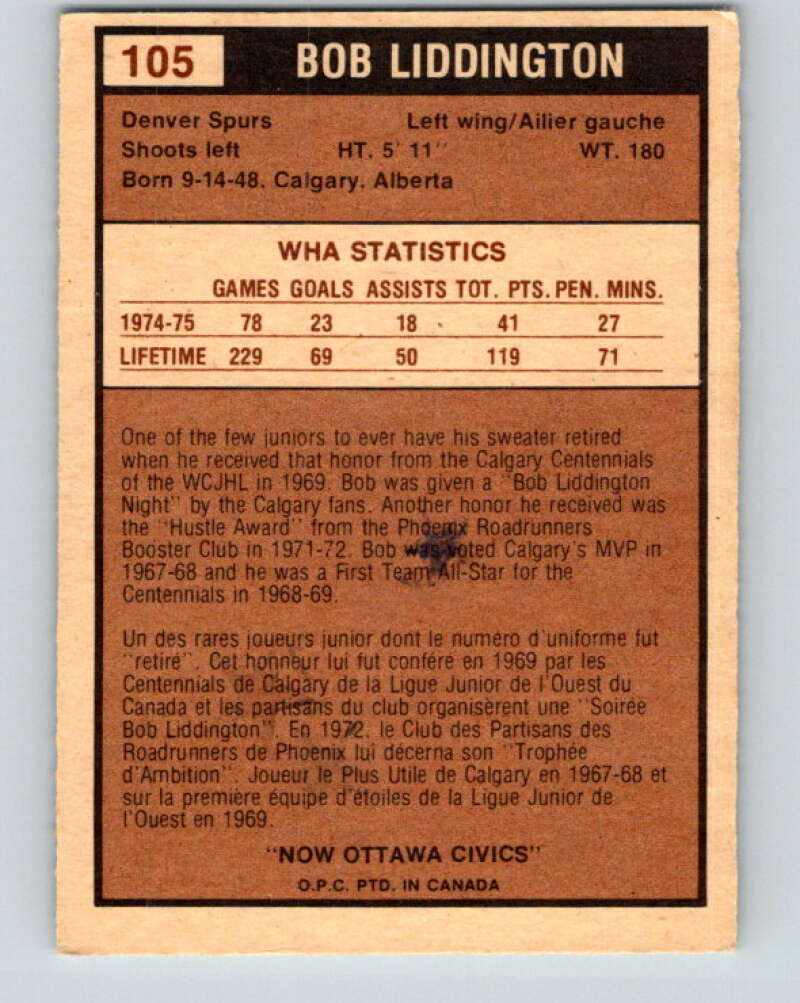 105 BOB LIDDINGTON
Denver Spurs Left wing/Ailier gauche
Shoots left HT. 5' 11" WT. 180
Born 9-14-48. Calgary. Alberta
WHA STATISTICS
GAMES GOALS ASSISTS TOT. PTS. PEN. MINS.
1974-75 78 23 18 41 27
LIFETIME 229 69 50 119 71
One of the few juniors to ever have his sweater retired
when he received that honor from the Calgary Centennials
of the WCJHL in 1969. Bob was given a "Bob Liddington
Night" by the Calgary fans. Another honor he received was
the "Hustle Award" from the Phoenix Roadrunners
Booster Club in 1971-72. Bob was voted Calgary's MVP in
1967-68 and he was a First Team All-Star for the
Centennials in 1968-69.
Un des rares joueurs junior dont le numéro d'uniforme fut
"retiré". Cet honneur lui fut conféré en 1969 par les
Centennials de Calgary de la Ligue Junior de l'Ouest du
Canada et les partisans du club organisèrent une "Soirée
Bob Liddington". En 1972. le Club des Partisans des
Roadrunners de Phoenix lui décerna son "Trophée
d'Ambition". Joueur le Plus Utile de Calgary en 1967-68 et
sur la première équipe d'étoiles de la Ligue Junior de
l'Ouest en 1969.
"NOW OTTAWA CIVICS"
O.P.C. PTD. IN CANADA